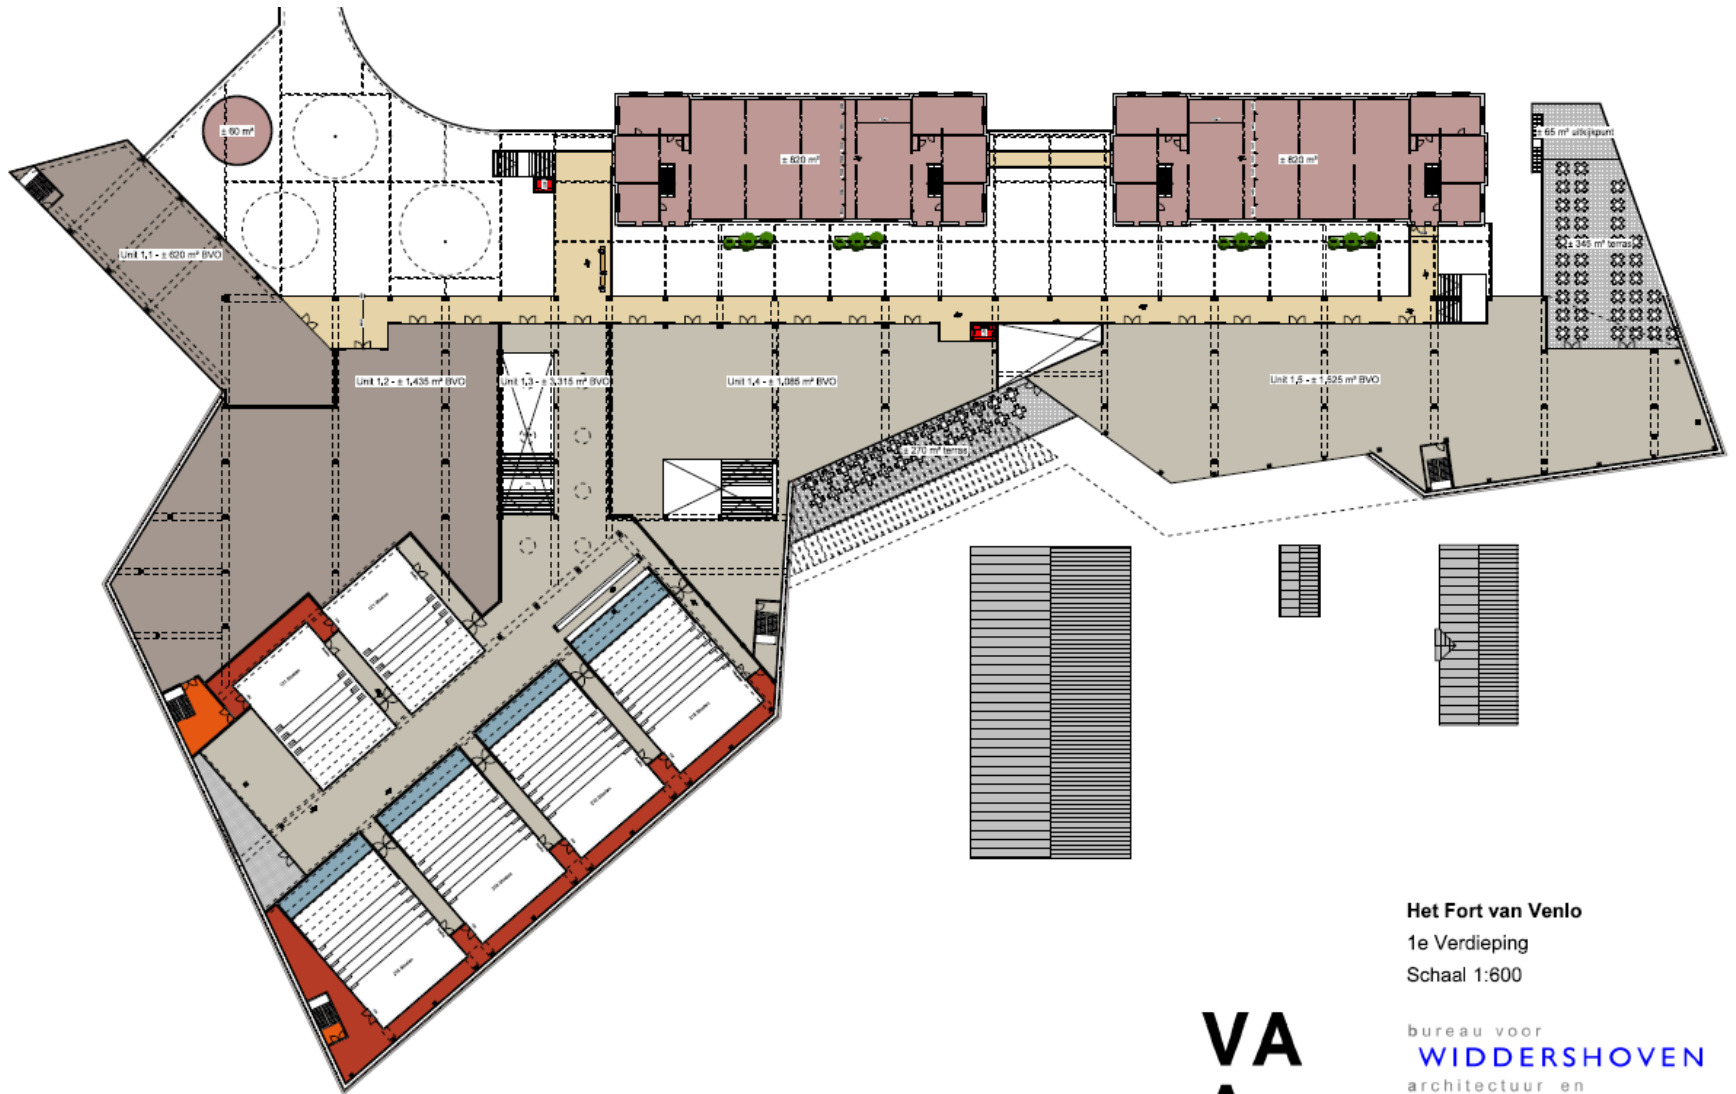 ± 60 m²
± 820 m²
± 820 m²
± 65 m² uitkijkpunt
± 345 m² terras
Unit 1,1 - ± 620 m² BVO
Unit 1,2 - ± 1,435 m² BVO
Unit 1,3 - ± 3,315 m² BVO
Unit 1,4 - ± 1,085 m² BVO
Unit 1,5 - ± 1,525 m² BVO
± 270 m² terras
Het Fort van Venlo
1e Verdieping
Schaal 1:600
VA
bureau voor
WIDDERSHOVEN
architectuur en